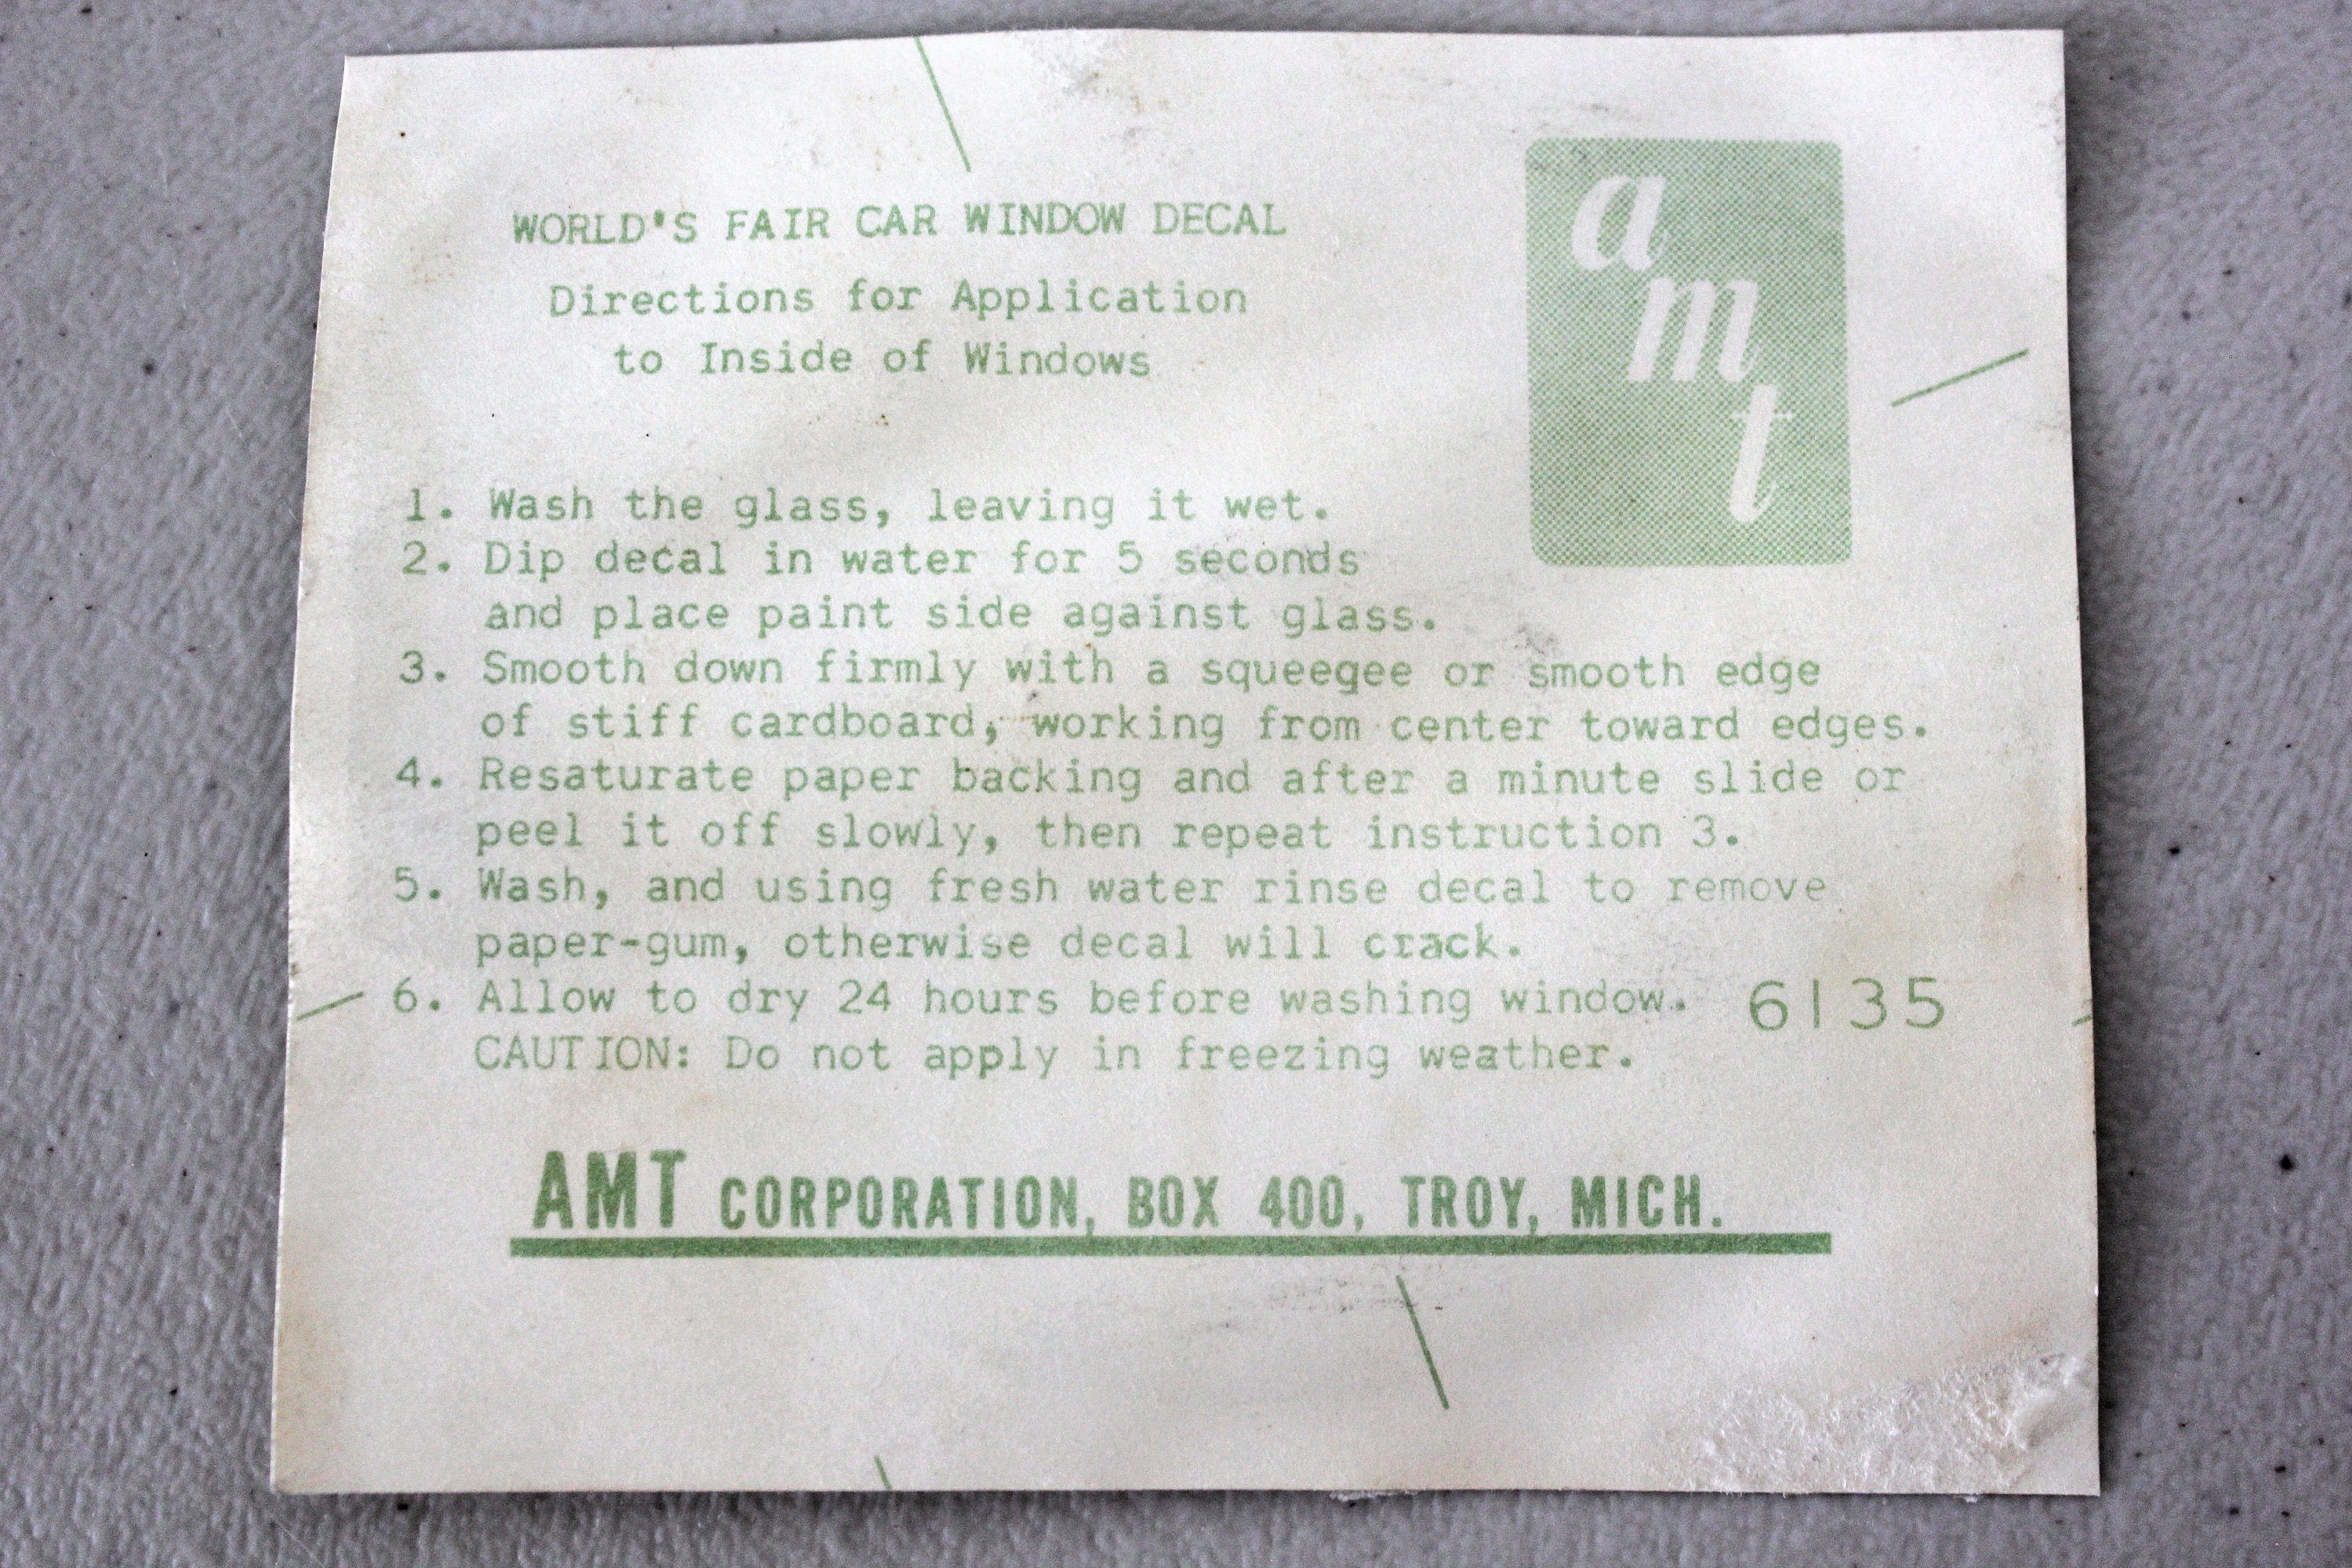 WORLD'S FAIR CAR WINDOW DECAL
Directions for Application
to Inside of Windows
a
m
t
1. Wash the glass, leaving it wet.
2. Dip decal in water for 5 seconds
and place paint side against glass.
3. Smooth down firmly with a squeegee or smooth edge
of stiff cardboard, working from center toward edges.
4. Resaturate paper backing and after a minute slide or
peel it off slowly, then repeat instruction 3.
5. Wash, and using fresh water rinse decal to remove
paper-gum, otherwise decal will crack.
6. Allow to dry 24 hours before washing window. 6135
CAUTION: Do not apply in freezing weather.
AMT CORPORATION, BOX 400, TROY, MICH.